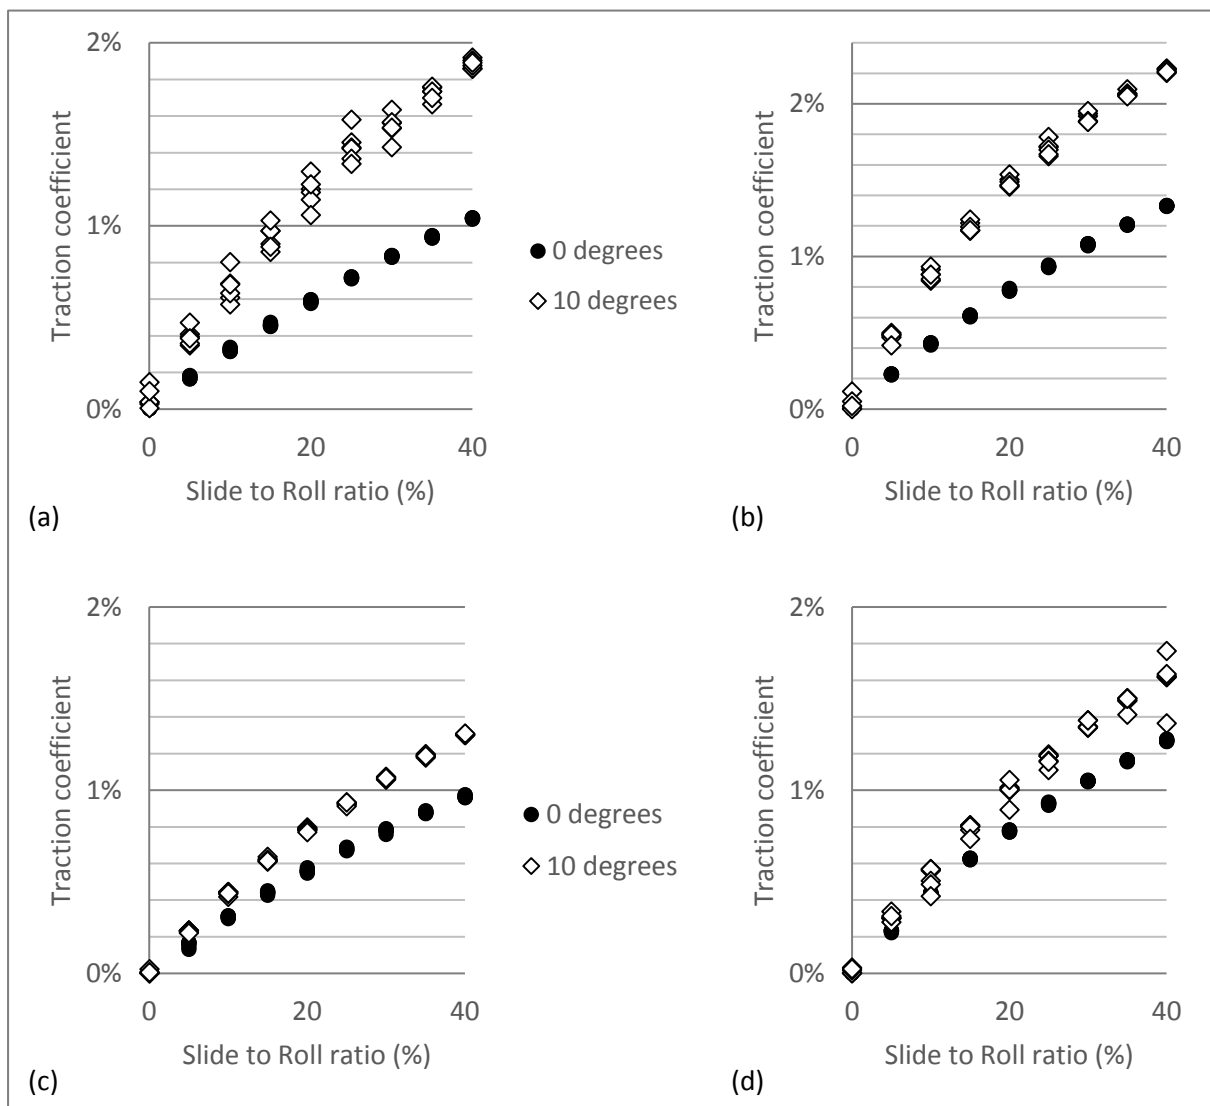 2%
1%
0%
Traction coefficient
0 20 40
Slide to Roll ratio (%)
(a)
0 degrees
10 degrees
2%
1%
0%
Traction coefficient
0 20 40
Slide to Roll ratio (%)
(b)
2%
1%
0%
Traction coefficient
0 20 40
Slide to Roll ratio (%)
(c)
0 degrees
10 degrees
2%
1%
0%
Traction coefficient
0 20 40
Slide to Roll ratio (%)
(d)